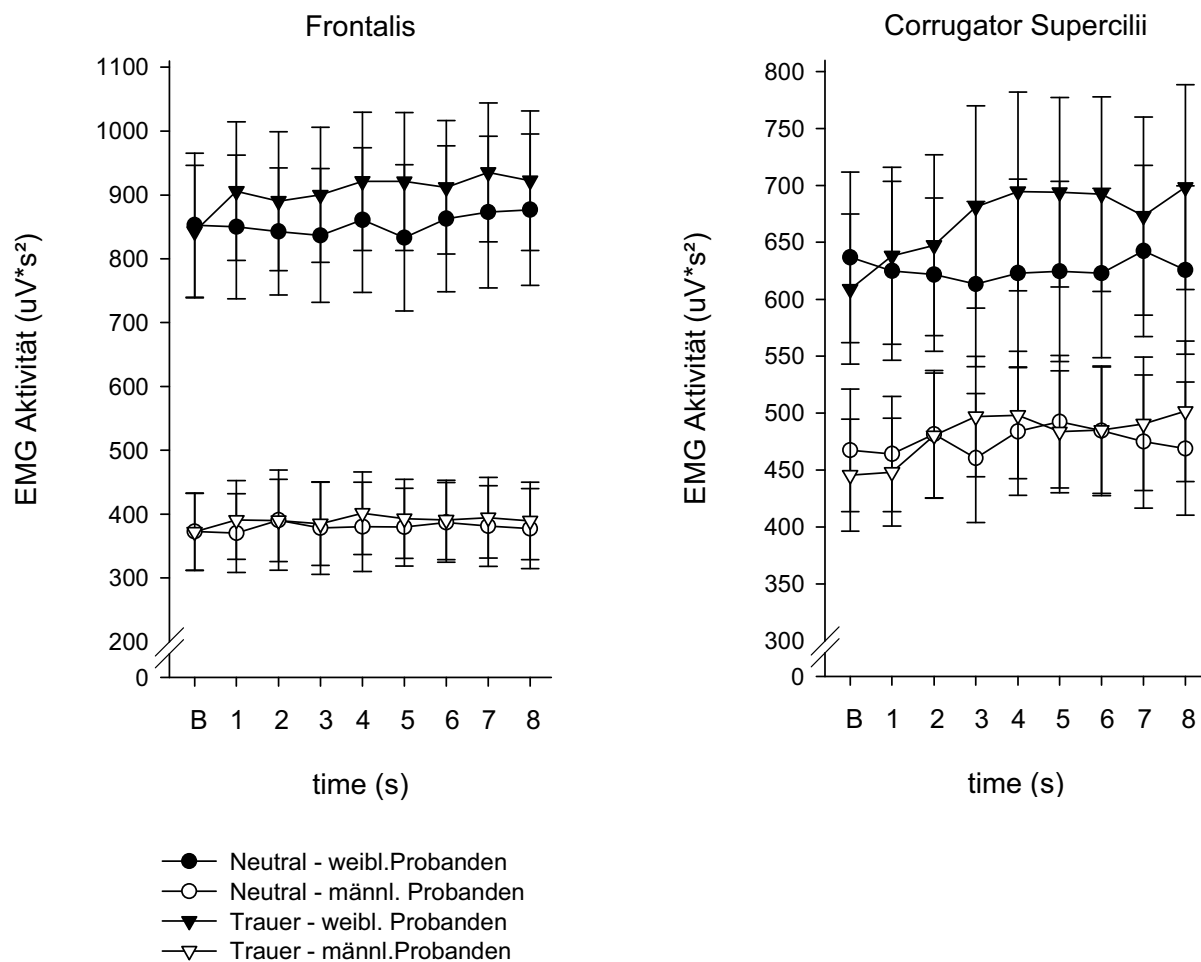 Frontalis
EMG Aktivität (uV*s²)
1100
1000
900
800
700
600
500
400
300
200
0
B 1 2 3 4 5 6 7 8
time (s)
Corrugator Supercilii
EMG Aktivität (uV*s²)
800
750
700
650
600
550
500
450
400
350
300
0
B 1 2 3 4 5 6 7 8
time (s)
Neutral - weibl.Probanden
Neutral - männl. Probanden
Trauer - weibl. Probanden
Trauer - männl.Probanden